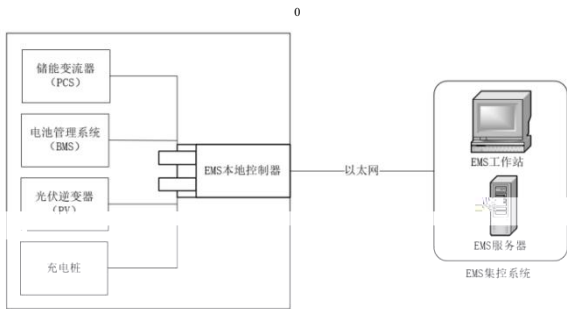 0
储能变流器
（PCS）
电池管理系统
（BMS）
光伏逆变器
（PV）
充电桩
EMS本地控制器
以太网
EMS工作站
EMS服务器
EMS集控系统